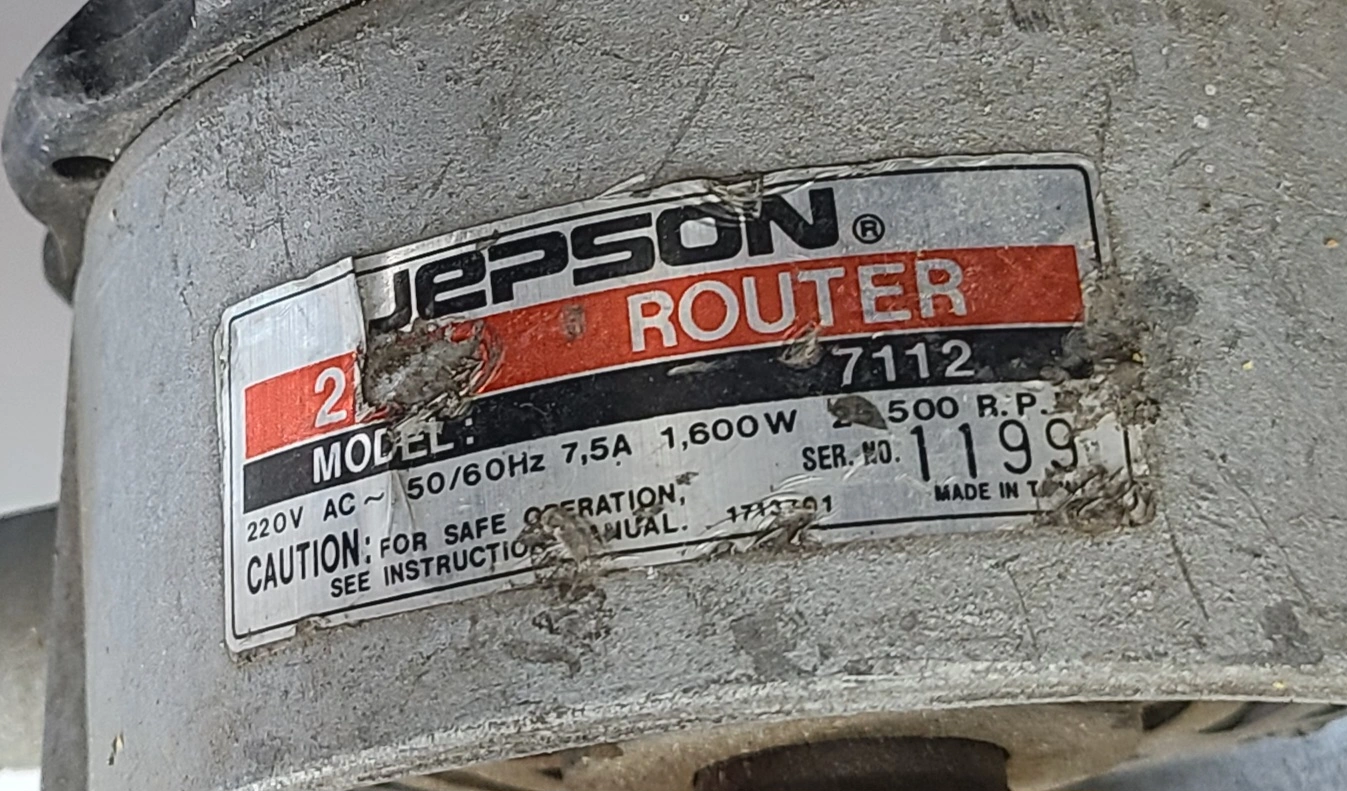 JEPSON®
ROUTER
MODEL: 7112
220V AC~ 50/60Hz 7,5A 1,600W 500 R.P.
SER. NO. 1199
CAUTION: FOR SAFE OPERATION,
SEE INSTRUCTION MANUAL.
MADE IN